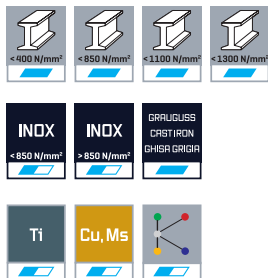 <400 N/mm² <850 N/mm² <1100 N/mm² <1300 N/mm²
INOX INOX GRAUGUSS
CAST IRON
GHISA GRIGIA
<850 N/mm² >850 N/mm²
Ti Cu, Ms